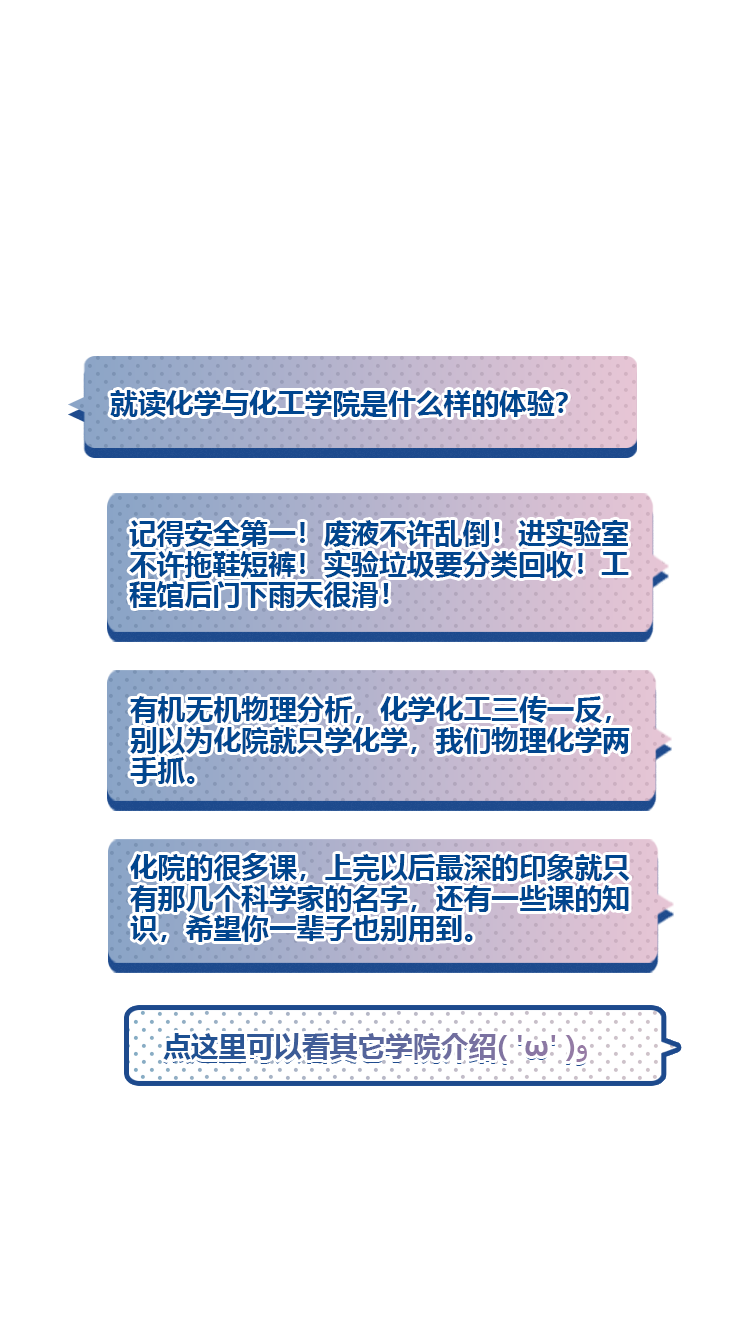 就读化学与化工学院是什么样的体验？
记得安全第一！废液不许乱倒！进实验室
不许拖鞋短裤！实验垃圾要分类回收！工
程馆后门下雨天很滑！
有机无机物理分析，化学化工三传一反，
别以为化院就只学化学，我们物理化学两
手抓。
化院的很多课，上完以后最深的印象就只
有那几个科学家的名字，还有一些课的知
识，希望你一辈子也别用到。
点这里可以看其它学院介绍( 'ω' )و